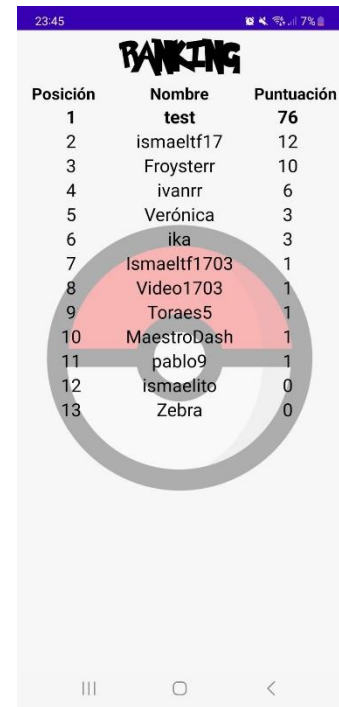 23:45 7%
RANKING
Posición Nombre Puntuación
1 test 76
2 ismaeltf17 12
3 Froysterr 10
4 ivanrr 6
5 Verónica 3
6 ika 3
7 Ismaeltf1703 1
8 Video1703 1
9 Toraes5 1
10 MaestroDash 1
11 pablo9 1
12 ismaelito 0
13 Zebra 0